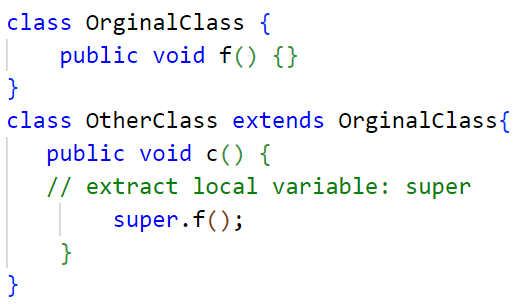 class OrginalClass {
    public void f() {}
}
class OtherClass extends OrginalClass{
   public void c() {
   // extract local variable: super
        super.f();
    }
}